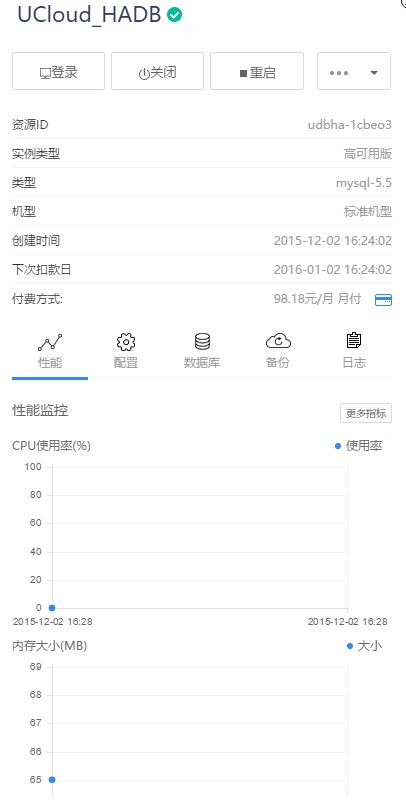 UCloud_HADB
登录 关闭 重启
资源ID udbha-1cbeo3
实例类型 高可用版
类型 mysql-5.5
机型 标准机型
创建时间 2015-12-02 16:24:02
下次扣款日 2016-01-02 16:24:02
付费方式: 98.18元/月 月付
性能 配置 数据库 备份 日志
性能监控 更多指标
CPU使用率(%) 使用率
100
80
60
40
20
0
2015-12-02 16:28 2015-12-02 16:28
内存大小(MB) 大小
69
68
67
66
65